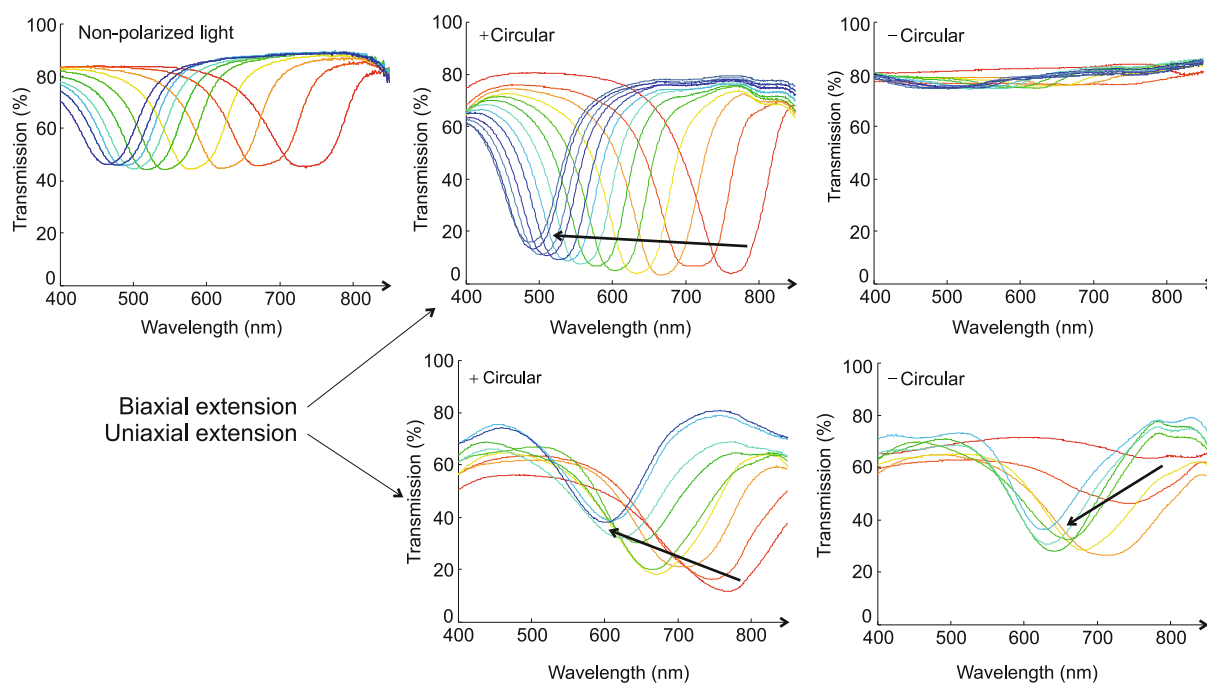 Non-polarized light
100
80
60
40
20
0
400 500 600 700 800
Transmission (%)
Wavelength (nm)
+Circular
100
80
60
40
20
0
400 500 600 700 800
Transmission (%)
Wavelength (nm)
−Circular
100
80
60
40
20
0
400 500 600 700 800
Transmission (%)
Wavelength (nm)
Biaxial extension
Uniaxial extension
+ Circular
100
80
60
40
20
0
400 500 600 700 800
Transmission (%)
Wavelength (nm)
−Circular
100
80
60
40
80
0
400 500 600 700 800
Transmission (%)
Wavelength (nm)